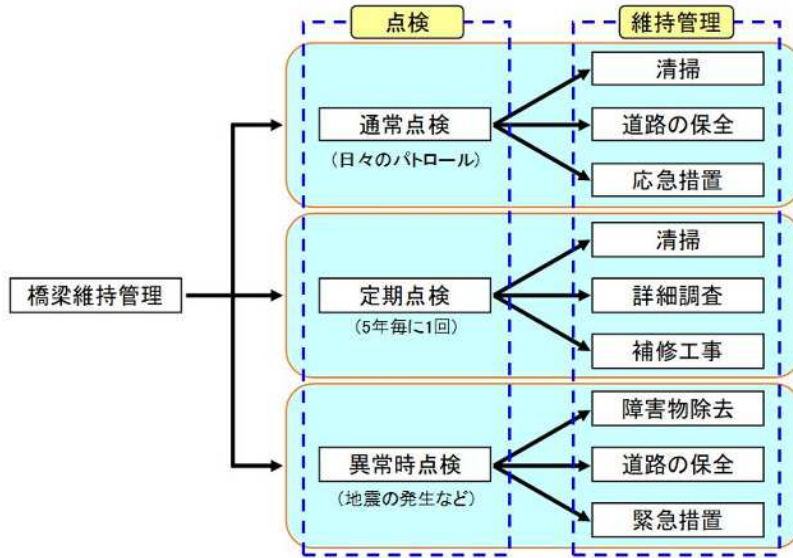 点検
維持管理
清掃
通常点検
道路の保全
(日々のパトロール)
応急措置
清掃
橋梁維持管理
定期点検
詳細調査
(5年毎に1回)
補修工事
障害物除去
異常時点検
道路の保全
(地震の発生など)
緊急措置